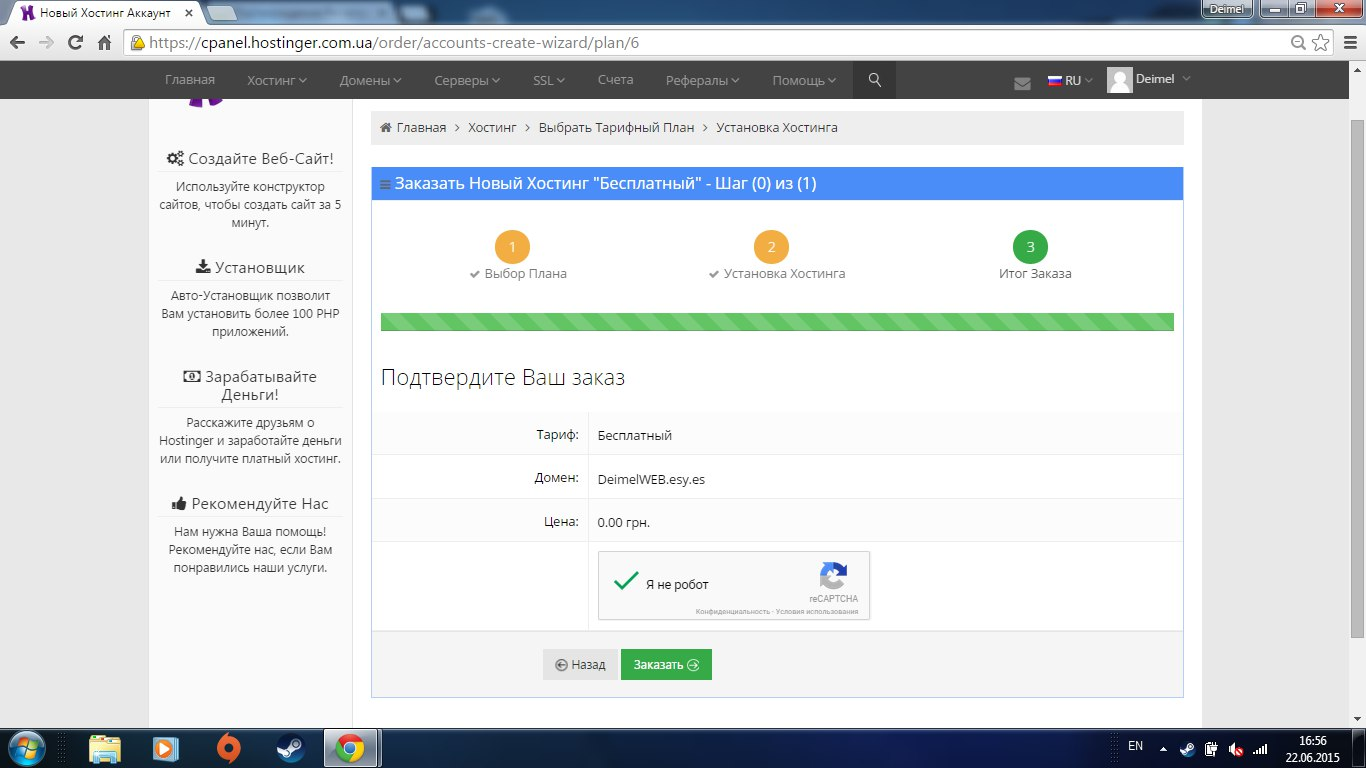 Новый Хостинг Аккаунт
Deimel
https://cpanel.hostinger.com.ua/order/accounts-create-wizard/plan/6
Главная Хостинг Домены Серверы SSL Счета Рефералы Помощь RU Deimel
Главная > Хостинг > Выбрать Тарифный План > Установка Хостинга
Создайте Веб-Сайт!
Используйте конструктор
сайтов, чтобы создать сайт за 5
минут.
Установщик
Авто-Установщик позволит
Вам установить более 100 PHP
приложений.
Зарабатывайте
Деньги!
Расскажите друзьям о
Hostinger и заработайте деньги
или получите платный хостинг.
Рекомендуйте Нас
Нам нужна Ваша помощь!
Рекомендуйте нас, если Вам
понравились наши услуги.
Заказать Новый Хостинг "Бесплатный" - Шаг (0) из (1)
1 2 3
Выбор Плана Установка Хостинга Итог Заказа
Подтвердите Ваш заказ
Тариф: Бесплатный
Домен: DeimelWEB.esy.es
Цена: 0.00 грн.
Я не робот
reCAPTCHA
Конфиденциальность - Условия использования
Назад Заказать
EN
16:56
22.06.2015